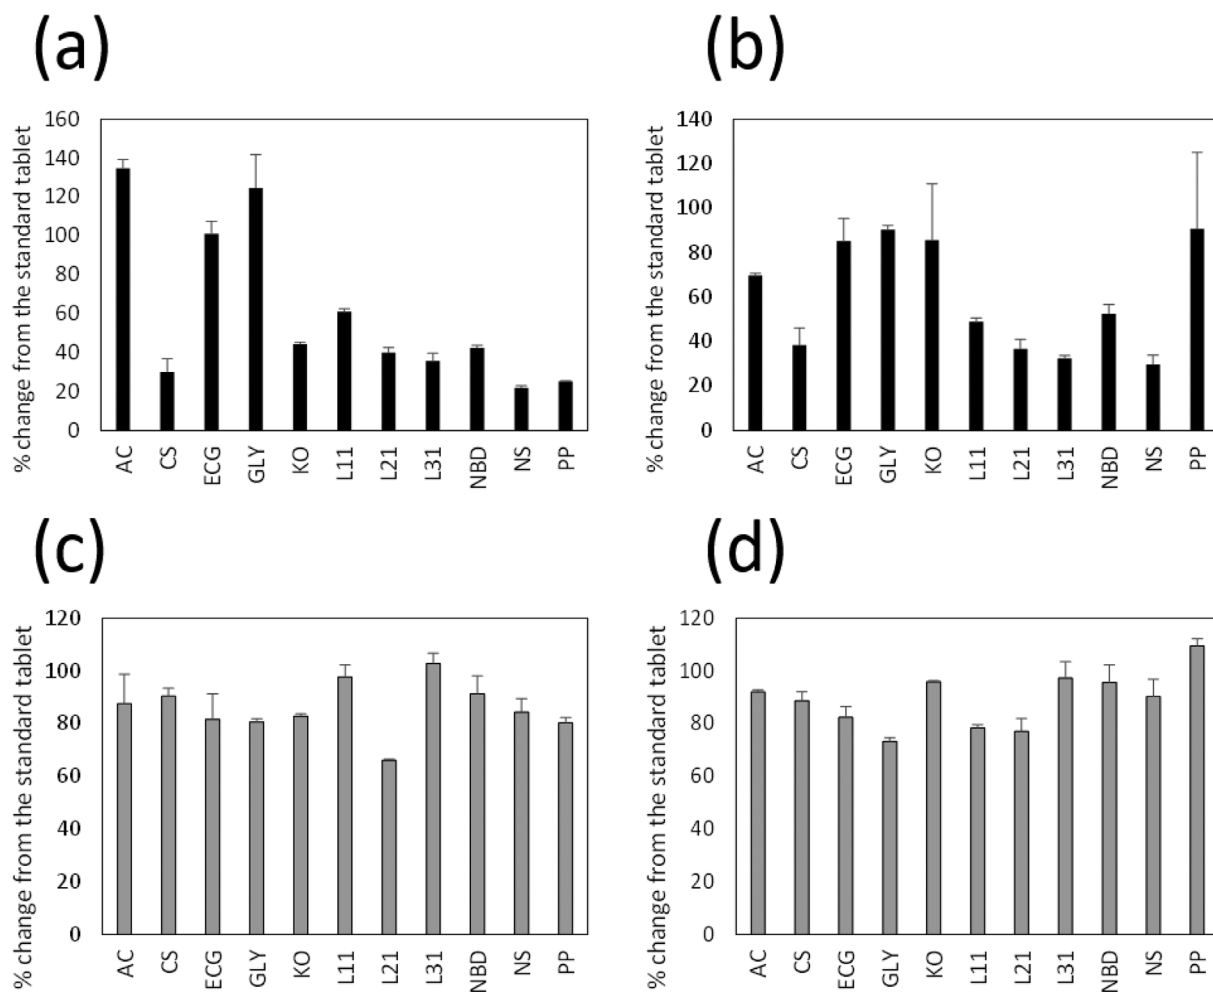 (a)
% change from the standard tablet
160
140
120
100
80
60
40
20
0
AC CS ECG GLY KO L11 L21 L31 NBD NS PP
(b)
% change from the standard tablet
140
120
100
80
60
40
20
0
AC CS ECG GLY KO L11 L21 L31 NBD NS PP
(c)
% change from the standard tablet
120
100
80
60
40
20
0
AC CS ECG GLY KO L11 L21 L31 NBD NS PP
(d)
% change from the standard tablet
120
100
80
60
40
20
0
AC CS ECG GLY KO L11 L21 L31 NBD NS PP